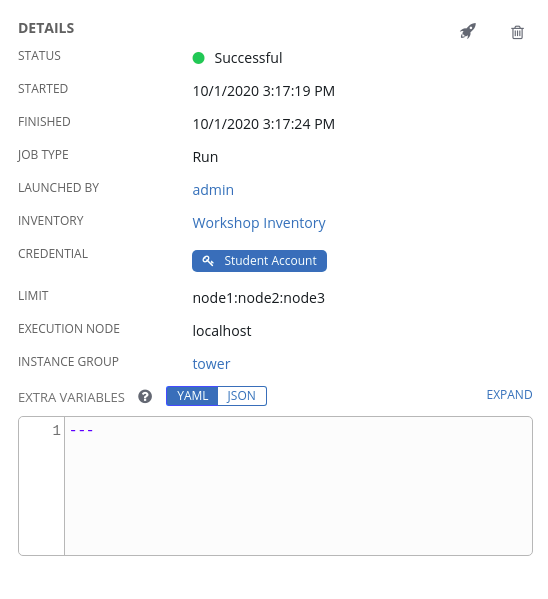 DETAILS
STATUS Successful
STARTED 10/1/2020 3:17:19 PM
FINISHED 10/1/2020 3:17:24 PM
JOB TYPE Run
LAUNCHED BY admin
INVENTORY Workshop Inventory
CREDENTIAL Student Account
LIMIT node1:node2:node3
EXECUTION NODE localhost
INSTANCE GROUP tower
EXTRA VARIABLES ? YAML JSON EXPAND
1 ---